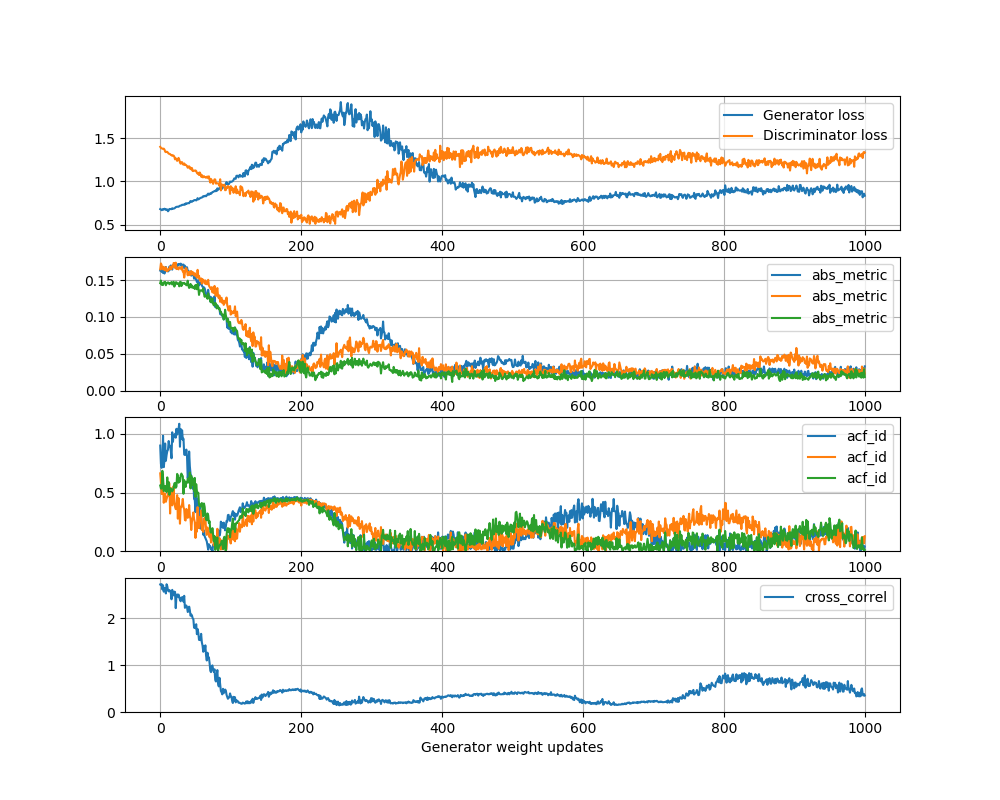 Generator loss
Discriminator loss
1.5
1.0
0.5
0 200 400 600 800 1000
abs_metric
abs_metric
abs_metric
0.15
0.10
0.05
0.00
0 200 400 600 800 1000
acf_id
acf_id
acf_id
1.0
0.5
0.0
0 200 400 600 800 1000
cross_correl
2
1
0
0 200 400 600 800 1000
Generator weight updates